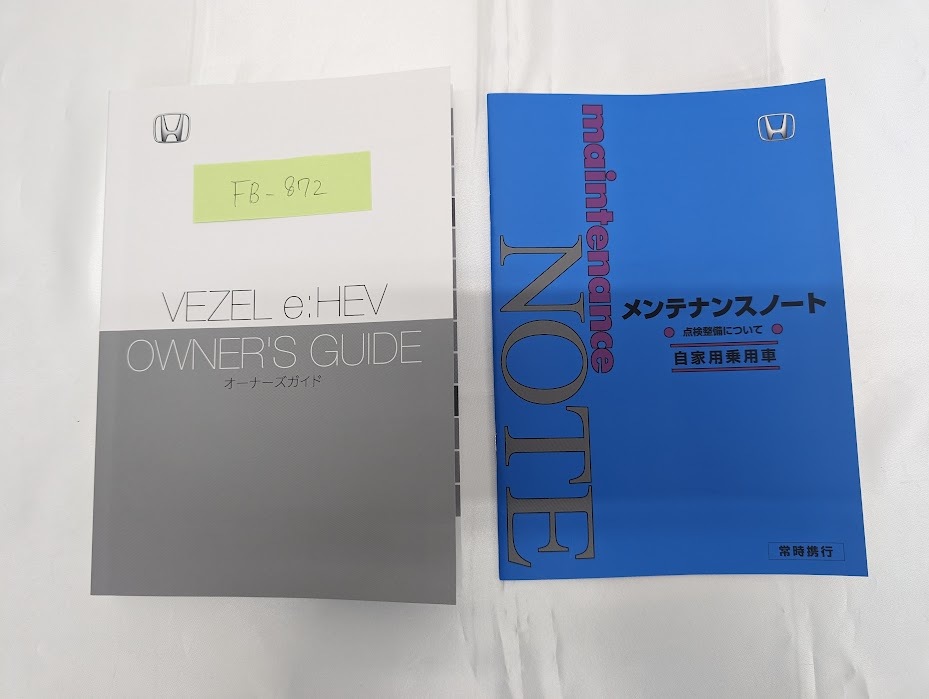 FB-872
VEZEL e:HEV
OWNER'S GUIDE
オーナーズガイド
maintenance
NOTE
メンテナンスノート
点検整備について
自家用乗用車
常時携行